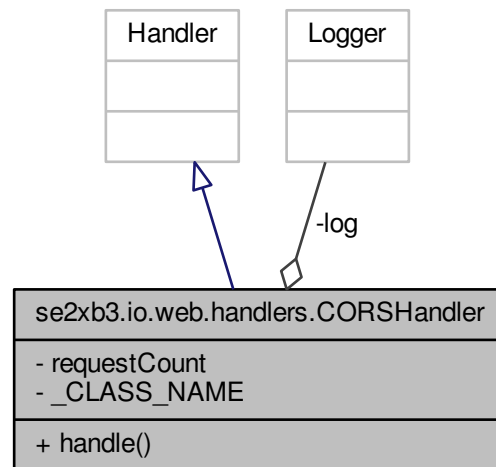 Handler
Logger
-log
se2xb3.io.web.handlers.CORSHandler
- requestCount
- _CLASS_NAME
+ handle()